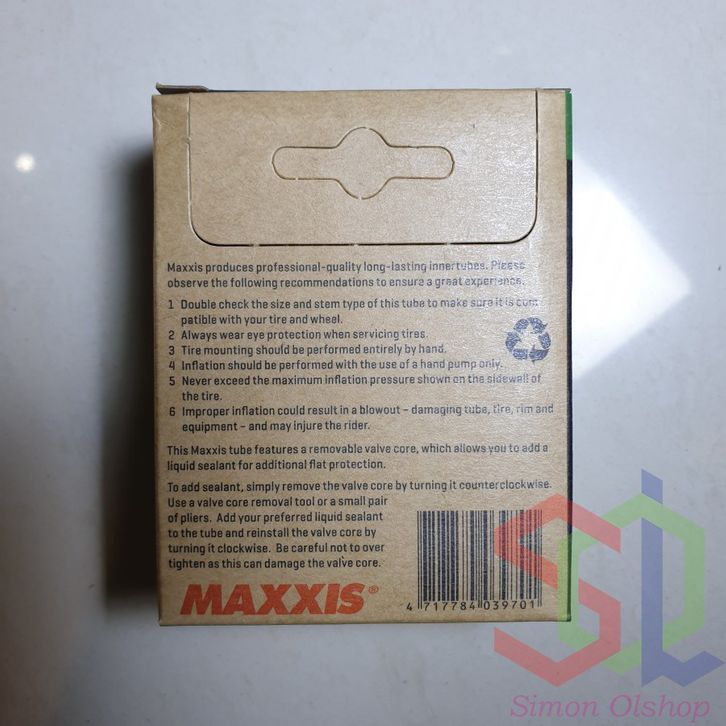 Maxxis produces professional-quality long-lasting innertubes. Please
observe the following recommendations to ensure a great experience.
1 Double check the size and stem type of this tube to make sure it is com
patible with your tire and wheel.
2 Always wear eye protection when servicing tires.
3 Tire mounting should be performed entirely by hand.
4 Inflation should be performed with the use of a hand pump only.
5 Never exceed the maximum inflation pressure shown on the sidewall of
the tire.
6 Improper inflation could result in a blowout – damaging tube, tire, rim and
equipment – and may injure the rider.
This Maxxis tube features a removable valve core, which allows you to add a
liquid sealant for additional flat protection.
To add sealant, simply remove the valve core by turning it counterclockwise.
Use a valve core removal tool or a small pair
of pliers. Add your preferred liquid sealant
to the tube and reinstall the valve core by
turning it clockwise. Be careful not to over
tighten as this can damage the valve core.
MAXXIS®
4 717784 039701
SOL
Simon Olshop